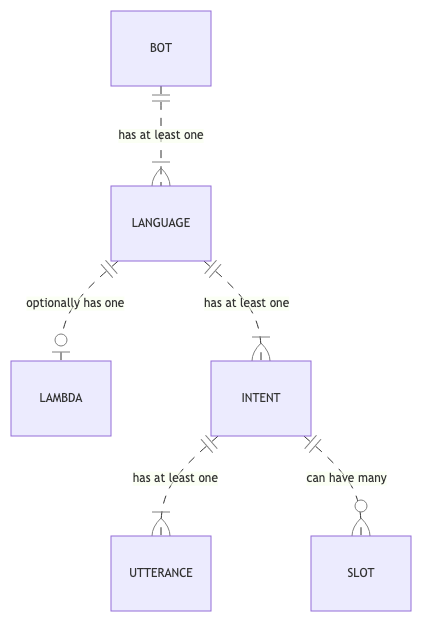 BOT
has at least one
LANGUAGE
optionally has one
has at least one
LAMBDA
INTENT
has at least one
can have many
UTTERANCE
SLOT